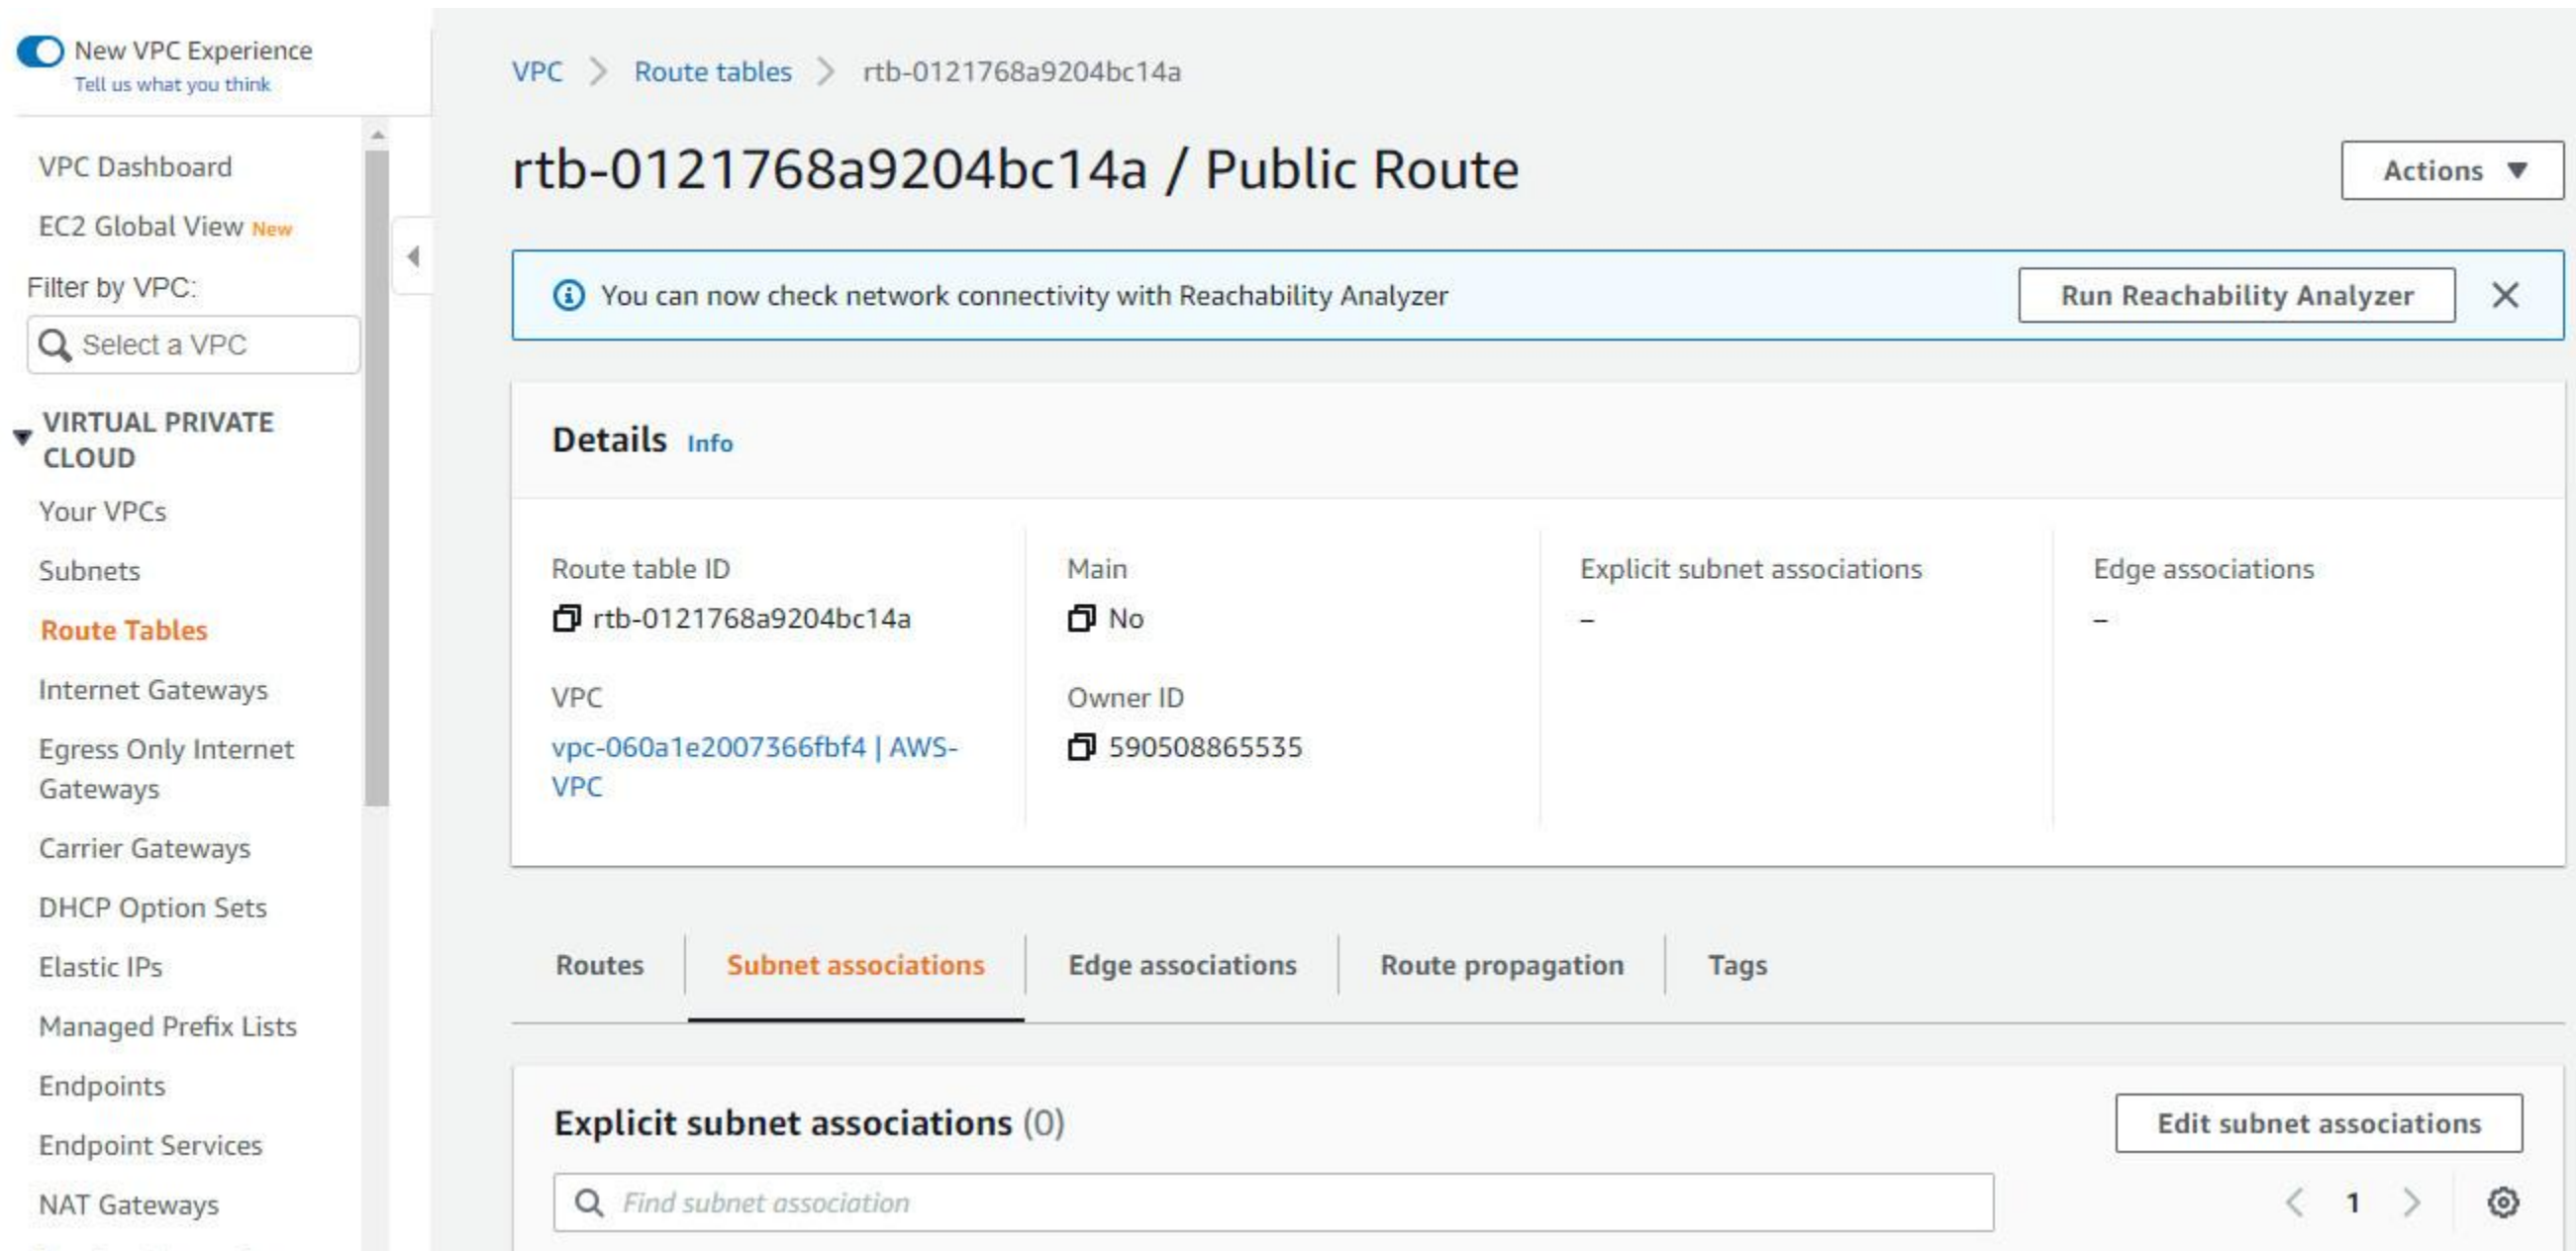 New VPC Experience
Tell us what you think
VPC Dashboard
EC2 Global View New
Filter by VPC:
Select a VPC
VIRTUAL PRIVATE
CLOUD
Your VPCs
Subnets
Route Tables
Internet Gateways
Egress Only Internet
Gateways
Carrier Gateways
DHCP Option Sets
Elastic IPs
Managed Prefix Lists
Endpoints
Endpoint Services
NAT Gateways
VPC > Route tables > rtb-0121768a9204bc14a
rtb-0121768a9204bc14a / Public Route
Actions
You can now check network connectivity with Reachability Analyzer
Run Reachability Analyzer
Details Info
Route table ID
rtb-0121768a9204bc14a
Main
No
Explicit subnet associations
–
Edge associations
–
VPC
vpc-060a1e2007366fbf4 | AWS-
VPC
Owner ID
590508865535
Routes
Subnet associations
Edge associations
Route propagation
Tags
Explicit subnet associations (0)
Edit subnet associations
Find subnet association
1